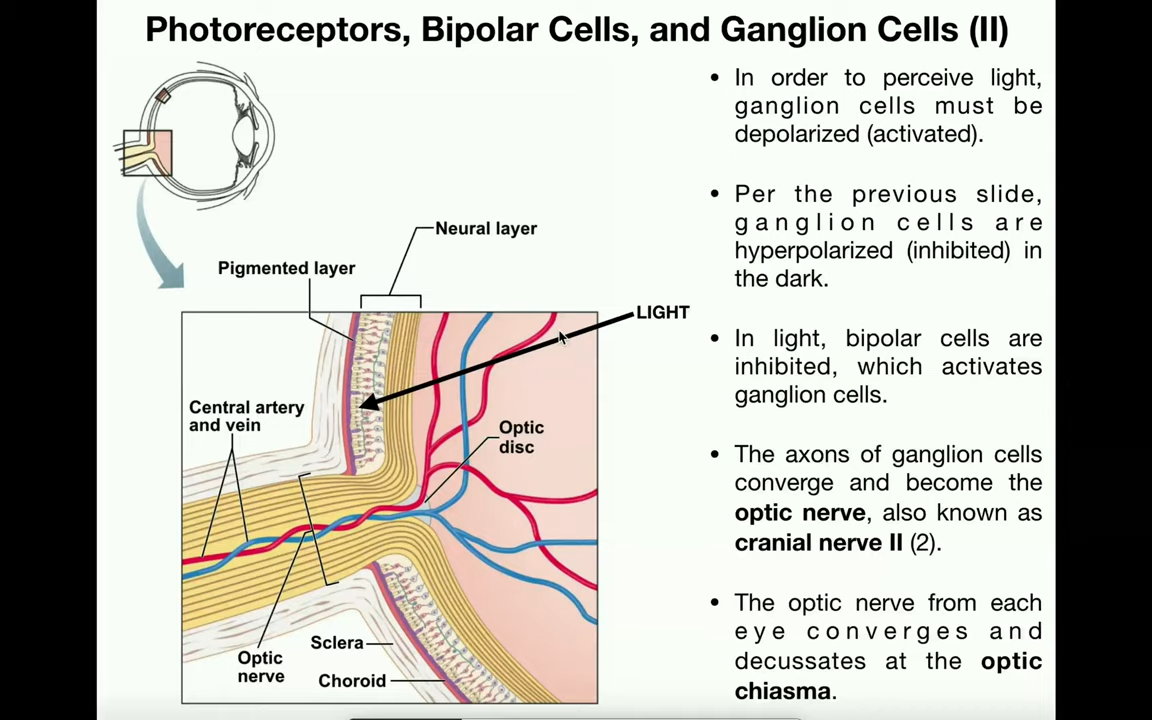 Photoreceptors, Bipolar Cells, and Ganglion Cells (II)
Neural layer
Pigmented layer
LIGHT
Central artery
and vein
Optic
disc
Sclera
Optic
nerve
Choroid
• In order to perceive light,
ganglion cells must be
depolarized (activated).
• Per the previous slide,
ganglion cells are
hyperpolarized (inhibited) in
the dark.
• In light, bipolar cells are
inhibited, which activates
ganglion cells.
• The axons of ganglion cells
converge and become the
optic nerve, also known as
cranial nerve II (2).
• The optic nerve from each
eye converges and
decussates at the optic
chiasma.